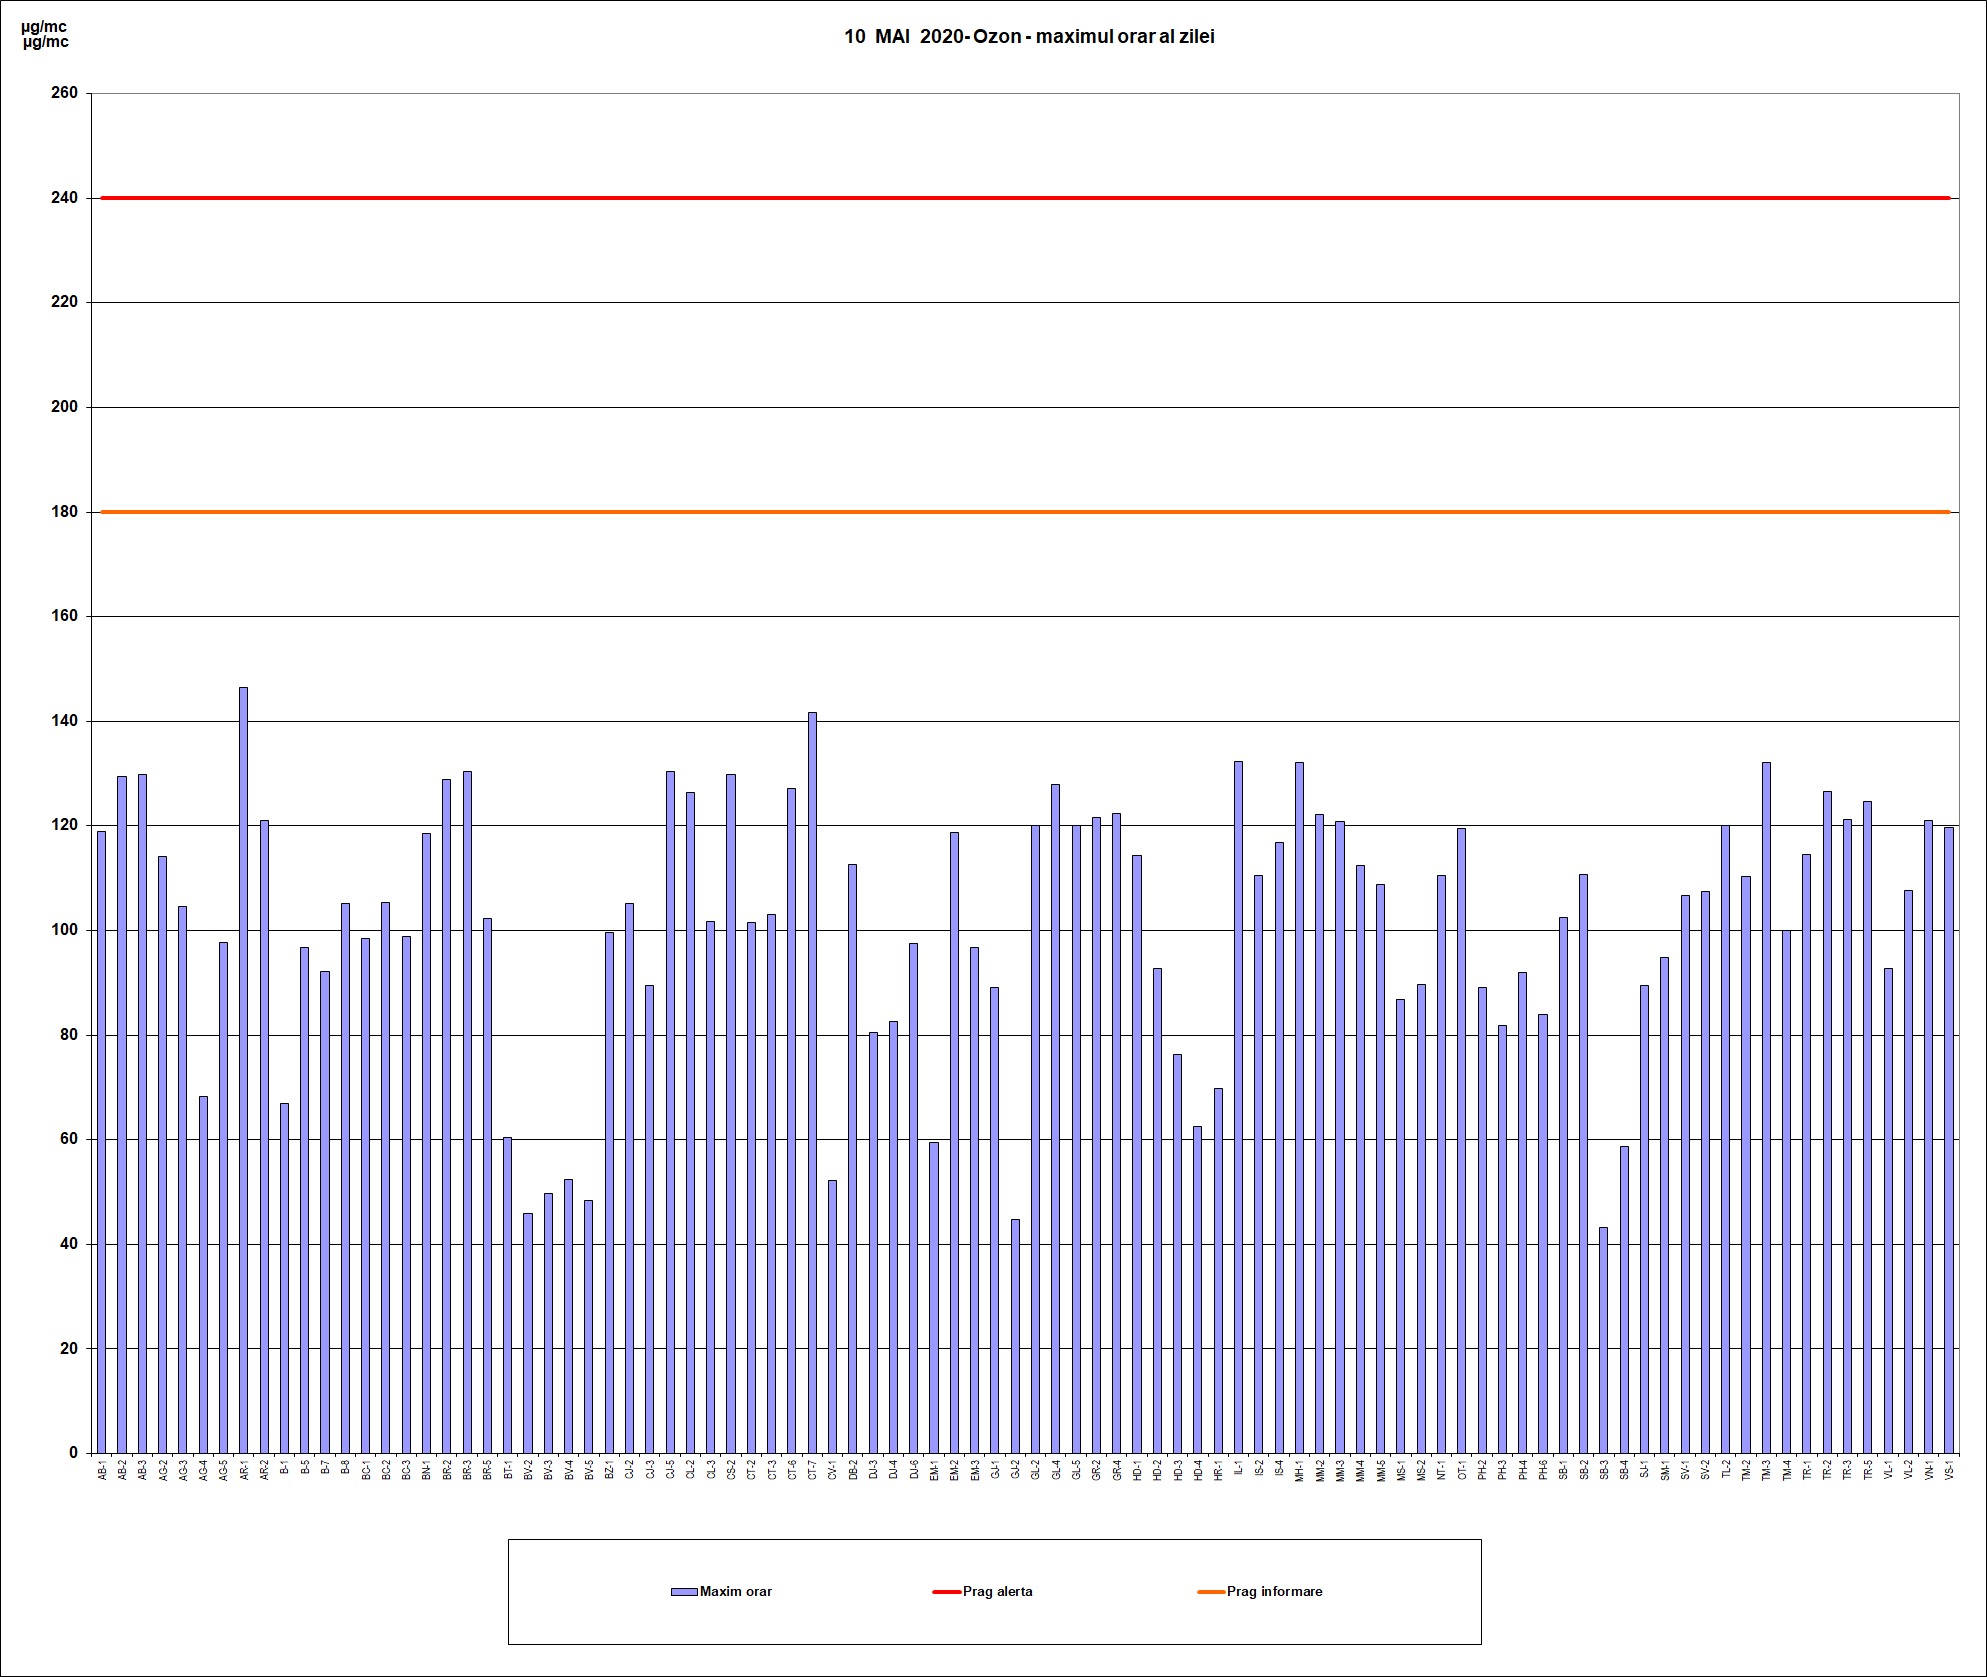 µg/mc
µg/mc
10 MAI 2020- Ozon - maximul orar al zilei
260
240
220
200
180
160
140
120
100
80
60
40
20
0
AB-1 AB-2 AB-3 AG-2 AG-3 AG-4 AG-5 AR-1 AR-2 B-1 B-5 B-7 B-8 BC-1 BC-2 BC-3 BN-1 BR-2 BR-3 BR-5 BT-1 BV-2 BV-3 BV-4 BV-5 BZ-1 CJ-2 CJ-3 CJ-5 CL-2 CL-3 CS-2 CT-2 CT-3 CT-6 CT-7 CV-1 DB-2 DJ-3 DJ-4 DJ-6 EM-1 EM-2 EM-3 GJ-1 GJ-2 GL-2 GL-4 GL-5 GR-2 GR-4 HD-1 HD-2 HD-3 HD-4 HR-1 IL-1 IS-2 IS-4 MH-1 MM-2 MM-3 MM-4 MM-5 MS-1 MS-2 NT-1 OT-1 PH-2 PH-3 PH-4 PH-6 SB-1 SB-2 SB-3 SB-4 SJ-1 SM-1 SV-1 SV-2 TL-2 TM-2 TM-3 TM-4 TR-1 TR-2 TR-3 TR-5 VL-1 VL-2 VN-1 VS-1
Maxim orar Prag alerta Prag informare